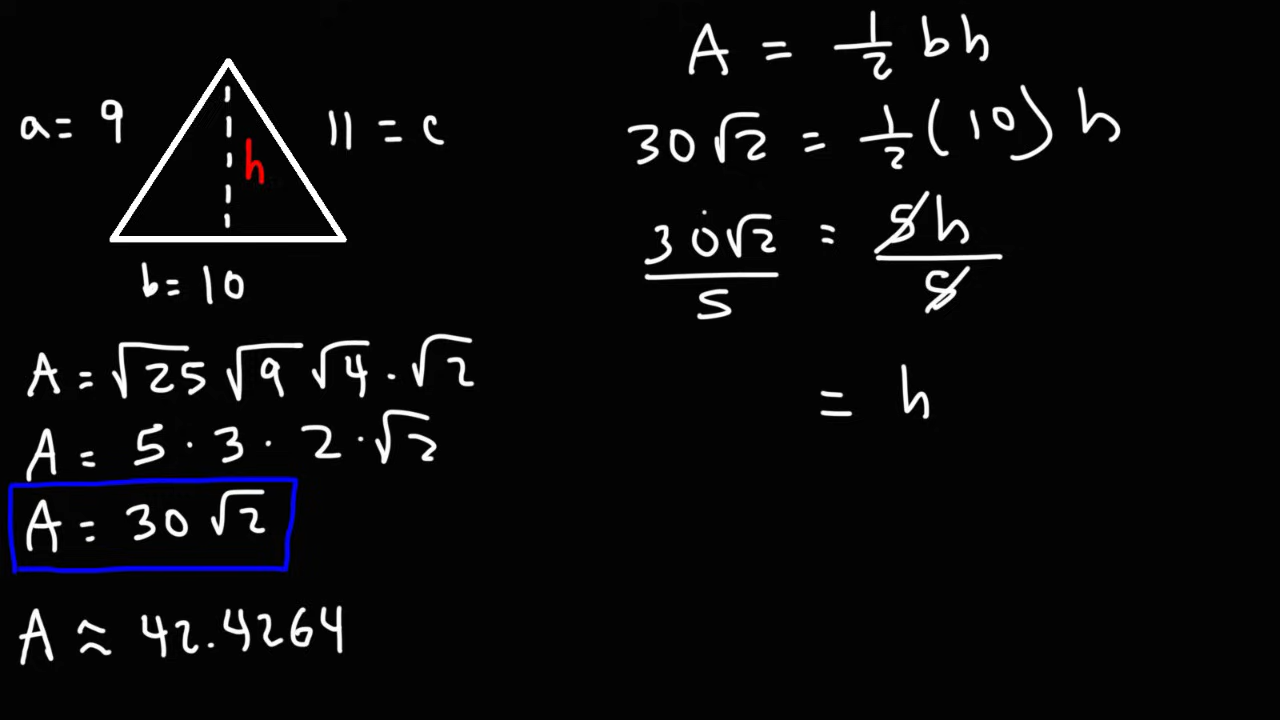 a = 9
h
11 = c
b = 10
A = √25 √9 √4 · √2
A = 5 · 3 · 2 · √2
A = 30 √2
A ≈ 42.4264
A = 1/2 bh
30 √2 = 1/2 (10) h
30√2 / 5 = 5h / 5
= h